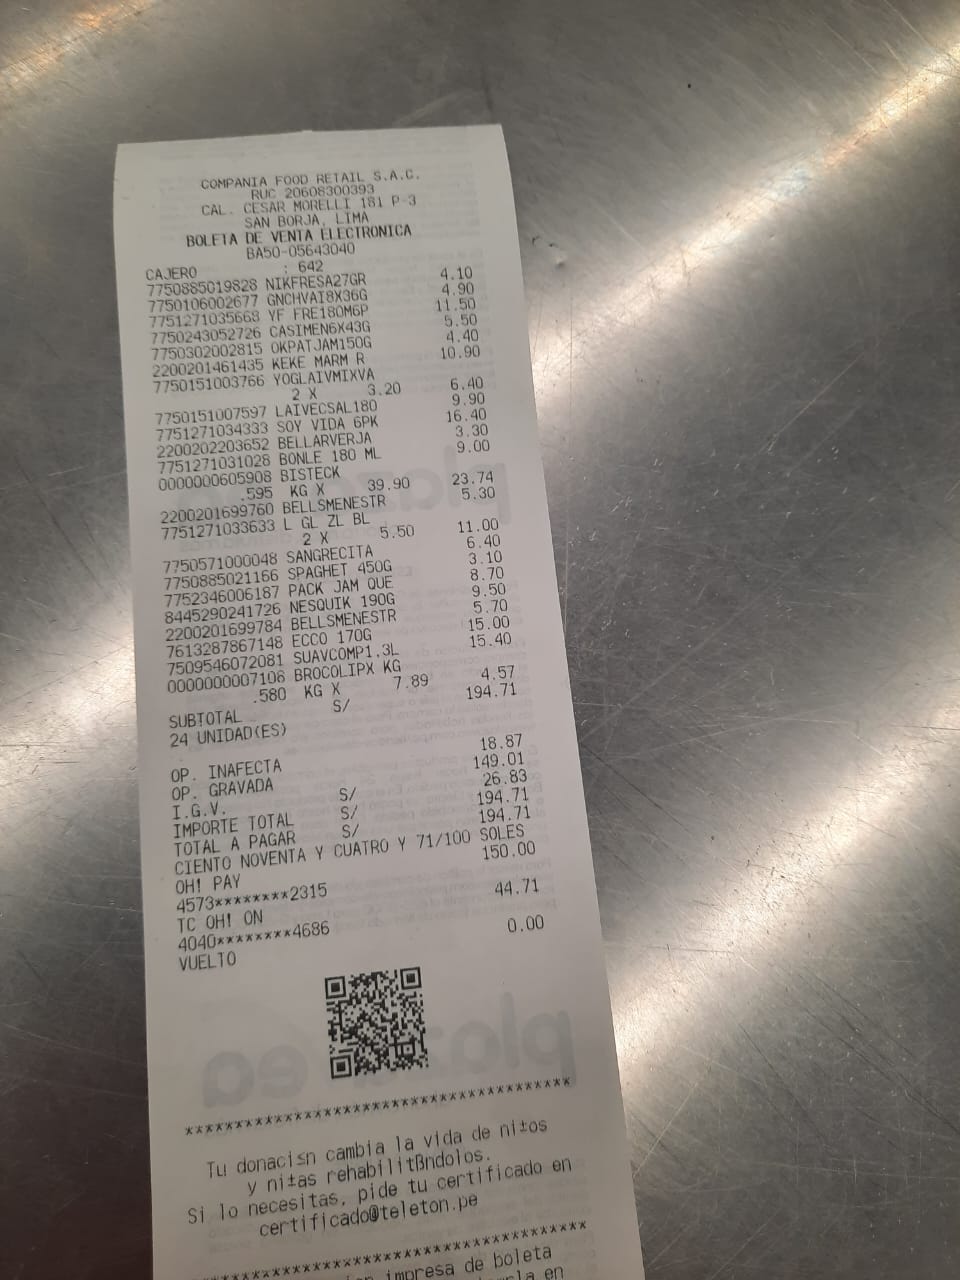 COMPANIA FOOD RETAIL S.A.C.
RUC 20608300393
CAL. CESAR MORELLI 181 P-3
SAN BORJA, LIMA
BOLETA DE VENTA ELECTRONICA
BA50-05643040
CAJERO : 642
7750885019828 NIKFRESA27GR 4.10
7750106002677 GNCHVAI8X36G 4.90
7751271035668 YF FRE180M6P 11.50
7750243052726 CASIMEN6X43G 5.50
7750302002815 OKPATJAM150G 4.40
2200201461435 KEKE MARM R 10.90
7750151003766 YOGLAIVMIXVA
2 X 3.20 6.40
7750151007597 LAIVECSAL180 9.90
7751271034333 SOY VIDA 6PK 16.40
2200202203652 BELLARVERJA 3.30
7751271031028 BONLE 180 ML 9.00
0000000605908 BISTECK
.595 KG X 39.90 23.74
2200201699760 BELLSMENESTR 5.30
7751271033633 L GL ZL BL
2 X 5.50 11.00
7750571000048 SANGRECITA 6.40
7750885021166 SPAGHET 450G 3.10
7752346006187 PACK JAM QUE 8.70
8445290241726 NESQUIK 190G 9.50
2200201699784 BELLSMENESTR 5.70
7613287867148 ECCO 170G 15.00
7509546072081 SUAVCOMP1.3L 15.40
0000000007108 BROCOLIPX KG
.580 KG X 7.89 4.57
SUBTOTAL S/ 194.71
24 UNIDAD(ES)
OP. INAFECTA 18.87
OP. GRAVADA 149.01
I.G.V. S/ 26.83
IMPORTE TOTAL S/ 194.71
TOTAL A PAGAR S/ 194.71
CIENTO NOVENTA Y CUATRO Y 71/100 SOLES
OH! PAY 150.00
4573********2315
TC OH! ON 44.71
4040********4686
VUELTO 0.00
*************************************
Tu donaci±n cambia la vida de ni±os
y ni±as rehabilitßndolos.
Si lo necesitas, pide tu certificado en
certificado@teleton.pe
*************************************
impresa de boleta
en